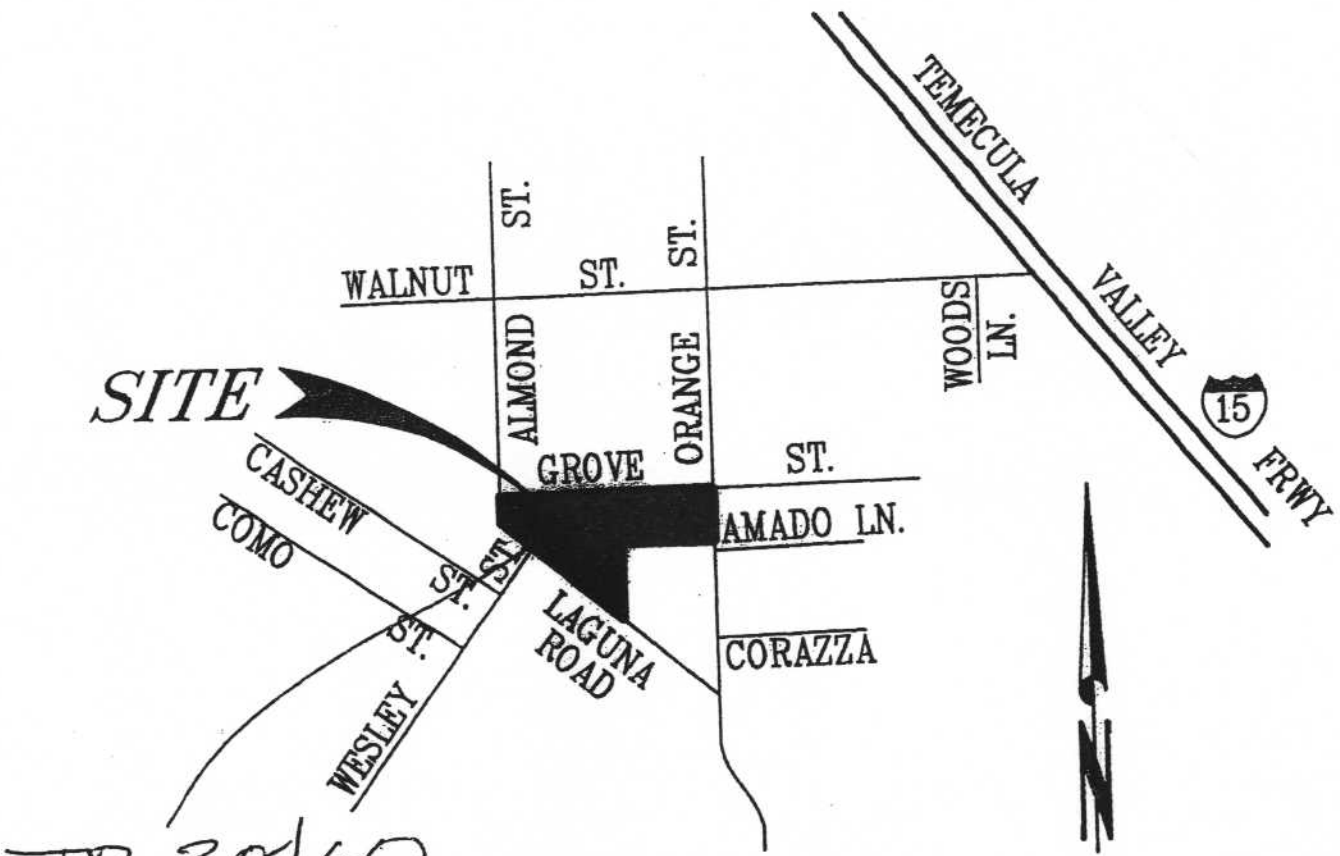 TEMECULA VALLEY FRWY
15
ST.
ST.
WALNUT ST.
WOODS LN.
ALMOND
ORANGE
SITE
GROVE ST.
CASHEW ST.
COMO ST.
AMADO LN.
ST.
LAGUNA ROAD
CORAZZA
WESLEY
N